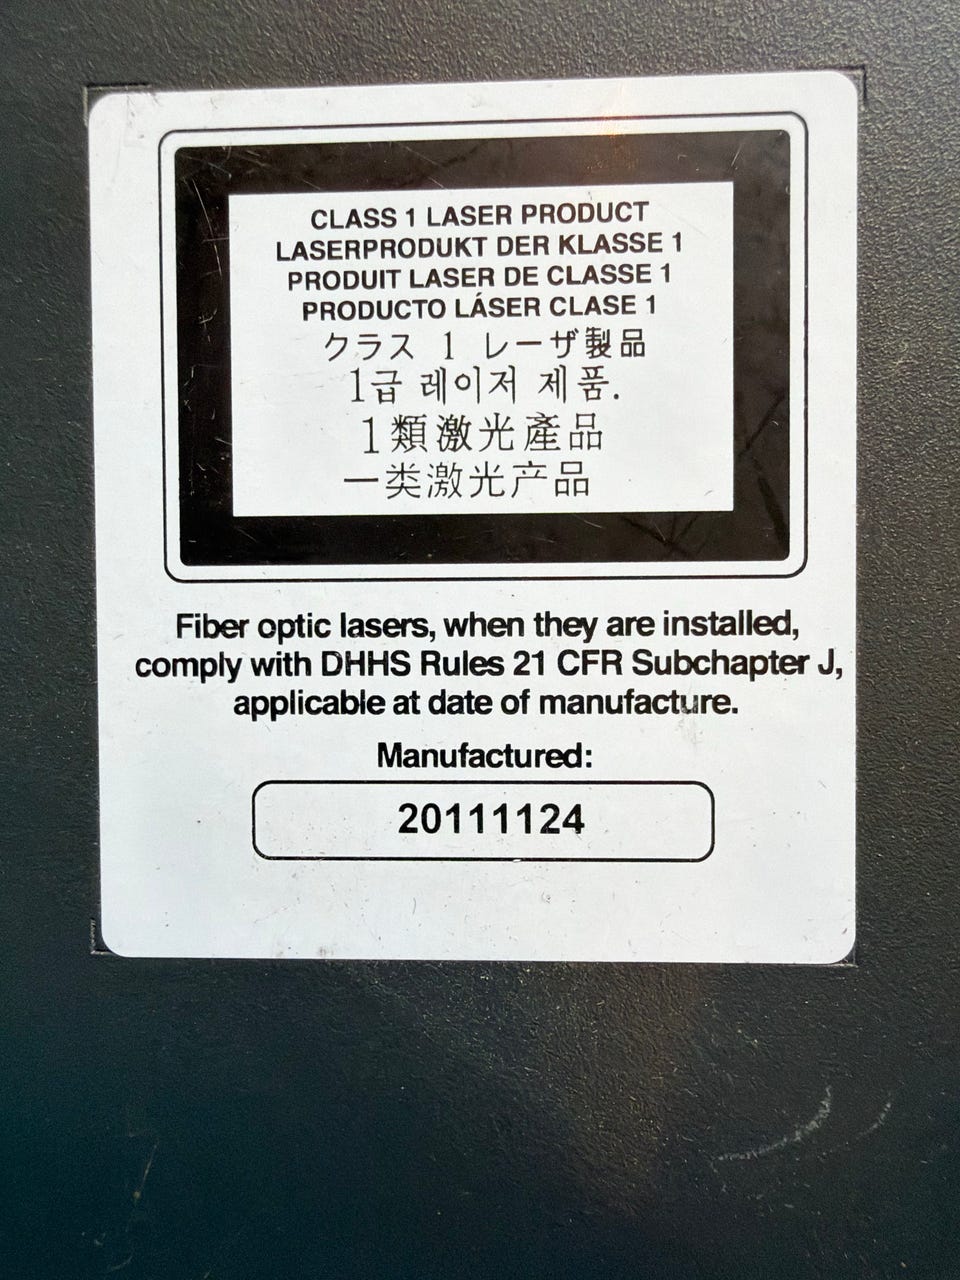 CLASS 1 LASER PRODUCT
LASERPRODUKT DER KLASSE 1
PRODUIT LASER DE CLASSE 1
PRODUCTO LÁSER CLASE 1
クラス 1 レーザ製品
1급 레이저 제품.
1類激光產品
一类激光产品
Fiber optic lasers, when they are installed,
comply with DHHS Rules 21 CFR Subchapter J,
applicable at date of manufacture.
Manufactured:
20111124